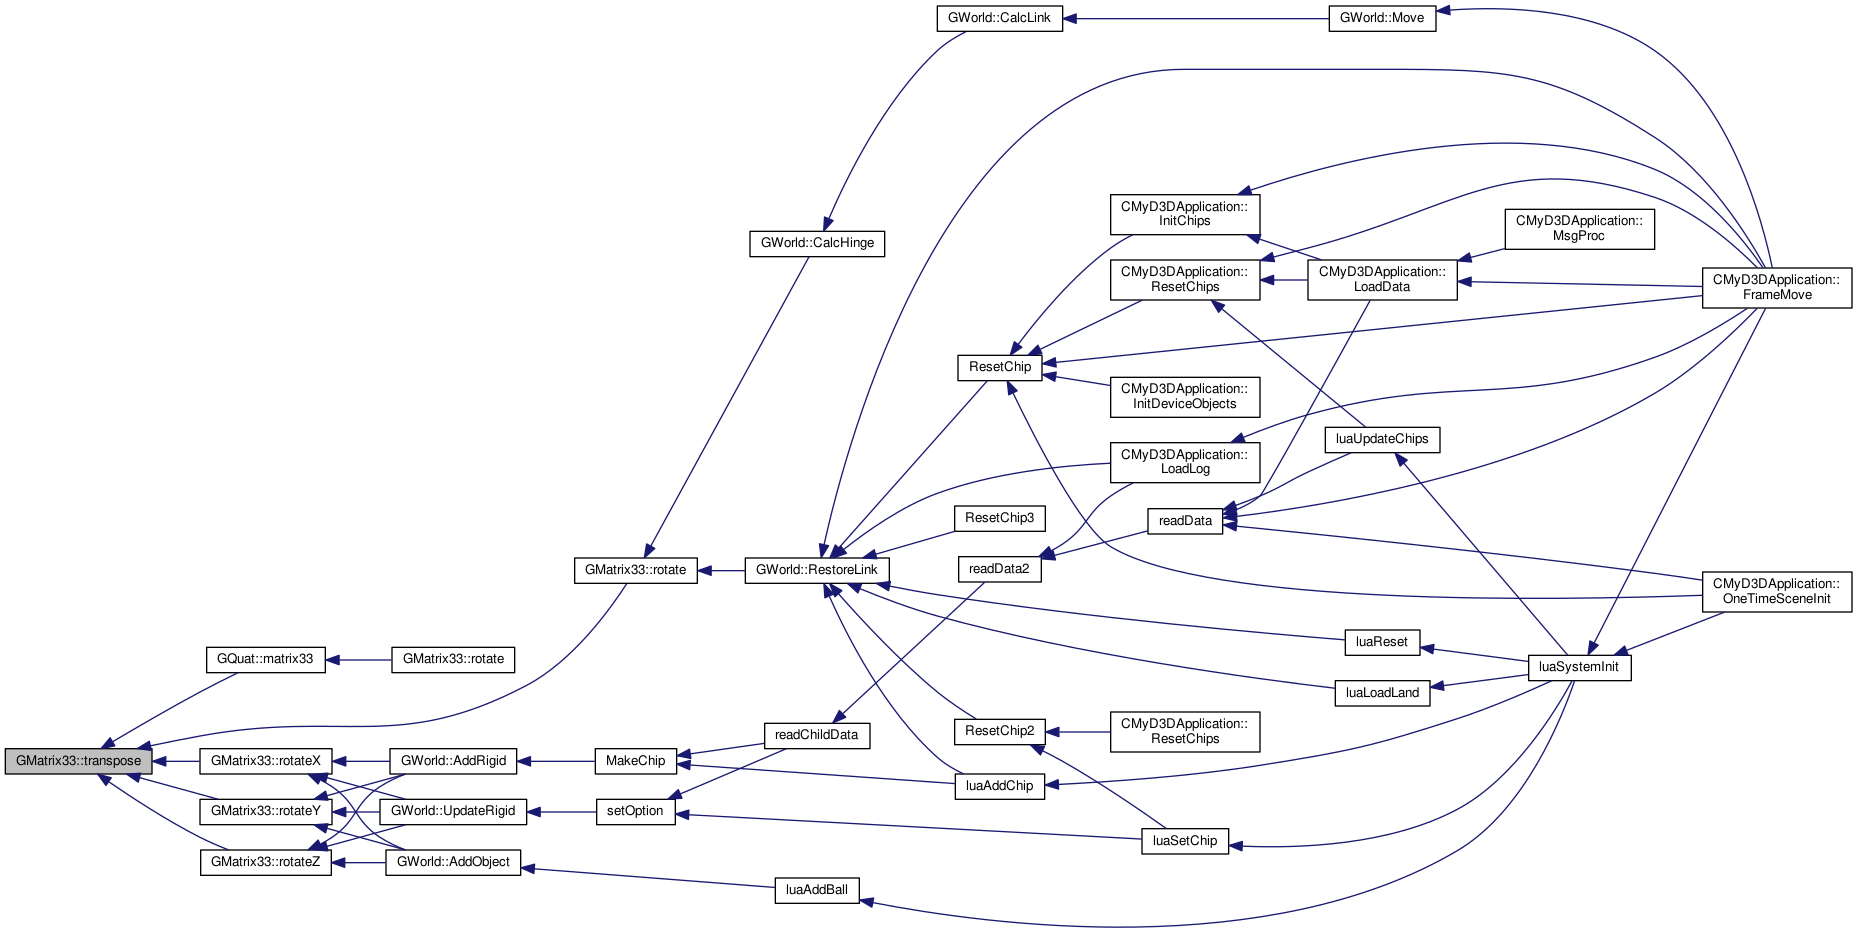 GWorld::CalcLink
GWorld::Move
CMyD3DApplication::
InitChips
CMyD3DApplication::
MsgProc
GWorld::CalcHinge
CMyD3DApplication::
ResetChips
CMyD3DApplication::
LoadData
CMyD3DApplication::
FrameMove
ResetChip
CMyD3DApplication::
InitDeviceObjects
luaUpdateChips
CMyD3DApplication::
LoadLog
ResetChip3
readData
GMatrix33::rotate
GWorld::RestoreLink
readData2
CMyD3DApplication::
OneTimeSceneInit
luaReset
GQuat::matrix33
GMatrix33::rotate
luaSystemInit
luaLoadLand
readChildData
ResetChip2
CMyD3DApplication::
ResetChips
GMatrix33::transpose
GMatrix33::rotateX
GWorld::AddRigid
MakeChip
luaAddChip
GMatrix33::rotateY
GWorld::UpdateRigid
setOption
luaSetChip
GMatrix33::rotateZ
GWorld::AddObject
luaAddBall